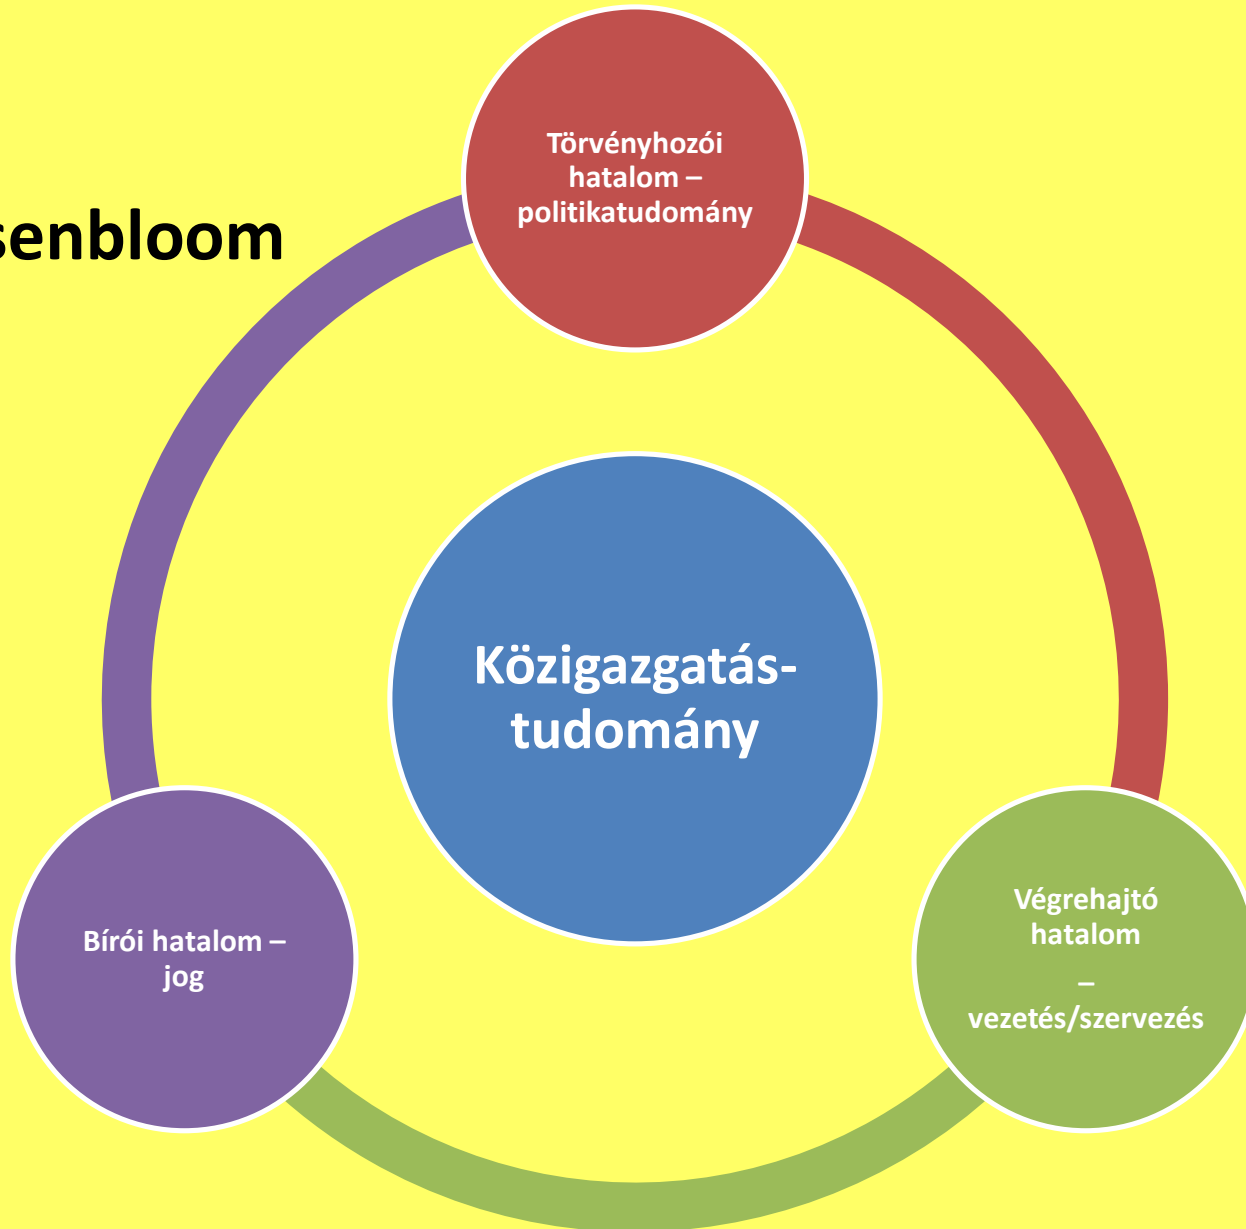 Törvényhozói
hatalom –
politikatudomány
senbloom
Közigazgatás-
tudomány
Bírói hatalom –
jog
Végrehajtó
hatalom
–
vezetés/szervezés